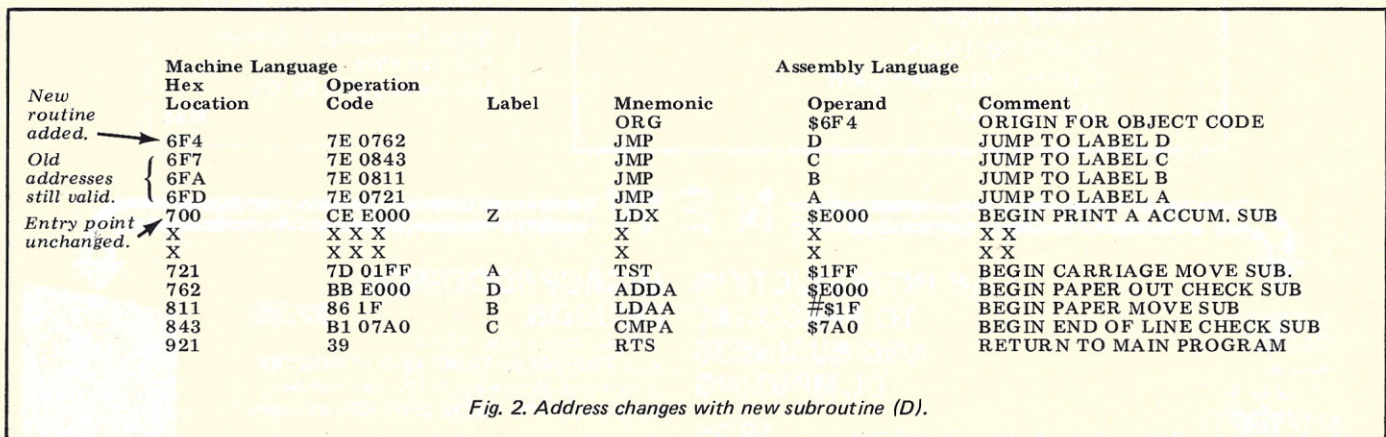 Machine Language Assembly Language
Hex Operation
Location Code Label Mnemonic Operand Comment
ORG $6F4 ORIGIN FOR OBJECT CODE
New
routine
added.
6F4 7E 0762 JMP D JUMP TO LABEL D
Old
addresses
still valid.
6F7 7E 0843 JMP C JUMP TO LABEL C
6FA 7E 0811 JMP B JUMP TO LABEL B
6FD 7E 0721 JMP A JUMP TO LABEL A
Entry point
unchanged.
700 CE E000 Z LDX $E000 BEGIN PRINT A ACCUM. SUB
X X X X X X X X
X X X X X X X X
721 7D 01FF A TST $1FF BEGIN CARRIAGE MOVE SUB.
762 BB E000 D ADDA $E000 BEGIN PAPER OUT CHECK SUB
811 86 1F B LDAA #$1F BEGIN PAPER MOVE SUB
843 B1 07A0 C CMPA $7A0 BEGIN END OF LINE CHECK SUB
921 39 RTS RETURN TO MAIN PROGRAM
Fig. 2. Address changes with new subroutine (D).